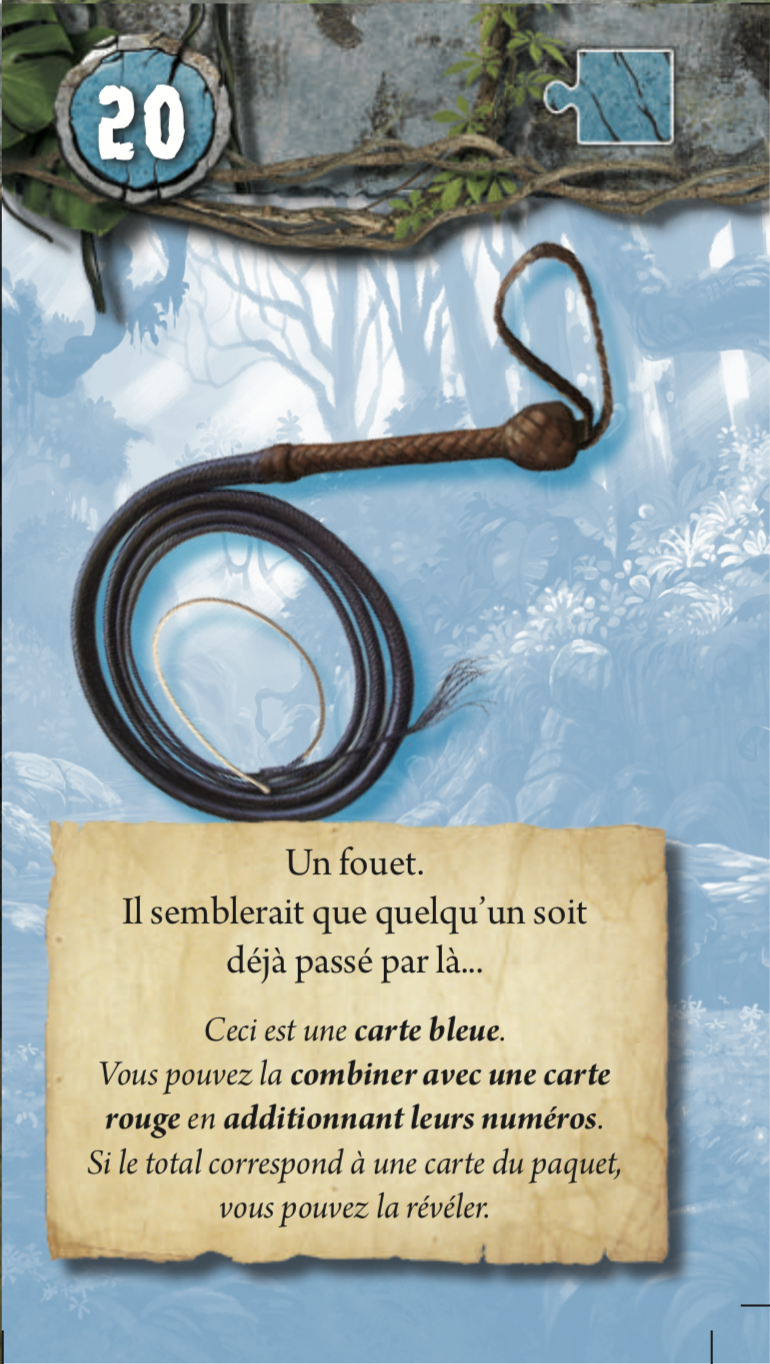 20
Un fouet.
Il semblerait que quelqu'un soit
déjà passé par là...
Ceci est une carte bleue.
Vous pouvez la combiner avec une carte
rouge en additionnant leurs numéros.
Si le total correspond à une carte du paquet,
vous pouvez la révéler.